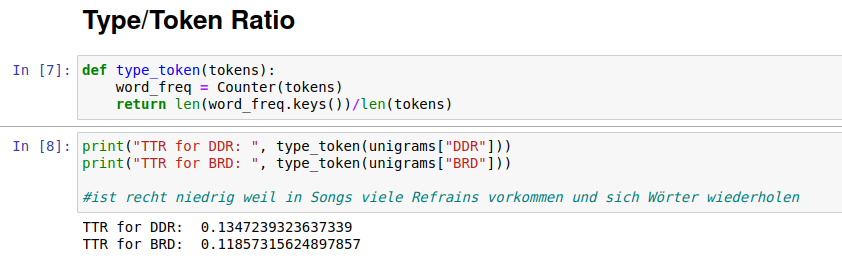 Type/Token Ratio
In [7]: def type_token(tokens):
    word_freq = Counter(tokens)
    return len(word_freq.keys())/len(tokens)
In [8]: print("TTR for DDR: ", type_token(unigrams["DDR"]))
print("TTR for BRD: ", type_token(unigrams["BRD"]))
#ist recht niedrig weil in Songs viele Refrains vorkommen und sich Wörter wiederholen
TTR for DDR:  0.1347239323637339
TTR for BRD:  0.11857315624897857